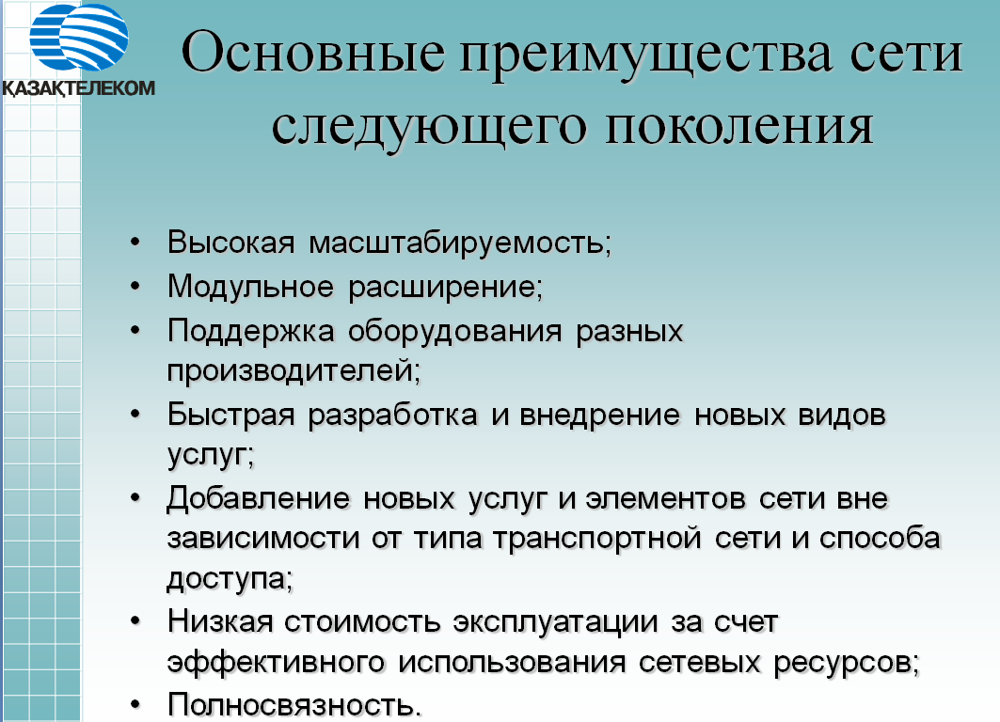 ҚАЗАҚТЕЛЕКОМ
Основные преимущества сети
следующего поколения
• Высокая масштабируемость;
• Модульное расширение;
• Поддержка оборудования разных
производителей;
• Быстрая разработка и внедрение новых видов
услуг;
• Добавление новых услуг и элементов сети вне
зависимости от типа транспортной сети и способа
доступа;
• Низкая стоимость эксплуатации за счет
эффективного использования сетевых ресурсов;
• Полносвязность.